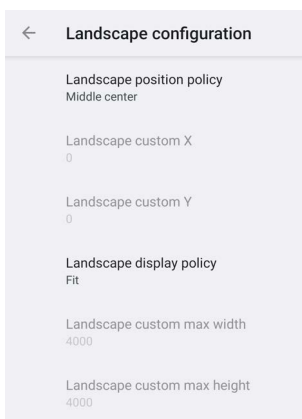 Landscape configuration
Landscape position policy
Middle center
Landscape custom X
0
Landscape custom Y
0
Landscape display policy
Fit
Landscape custom max width
4000
Landscape custom max height
4000